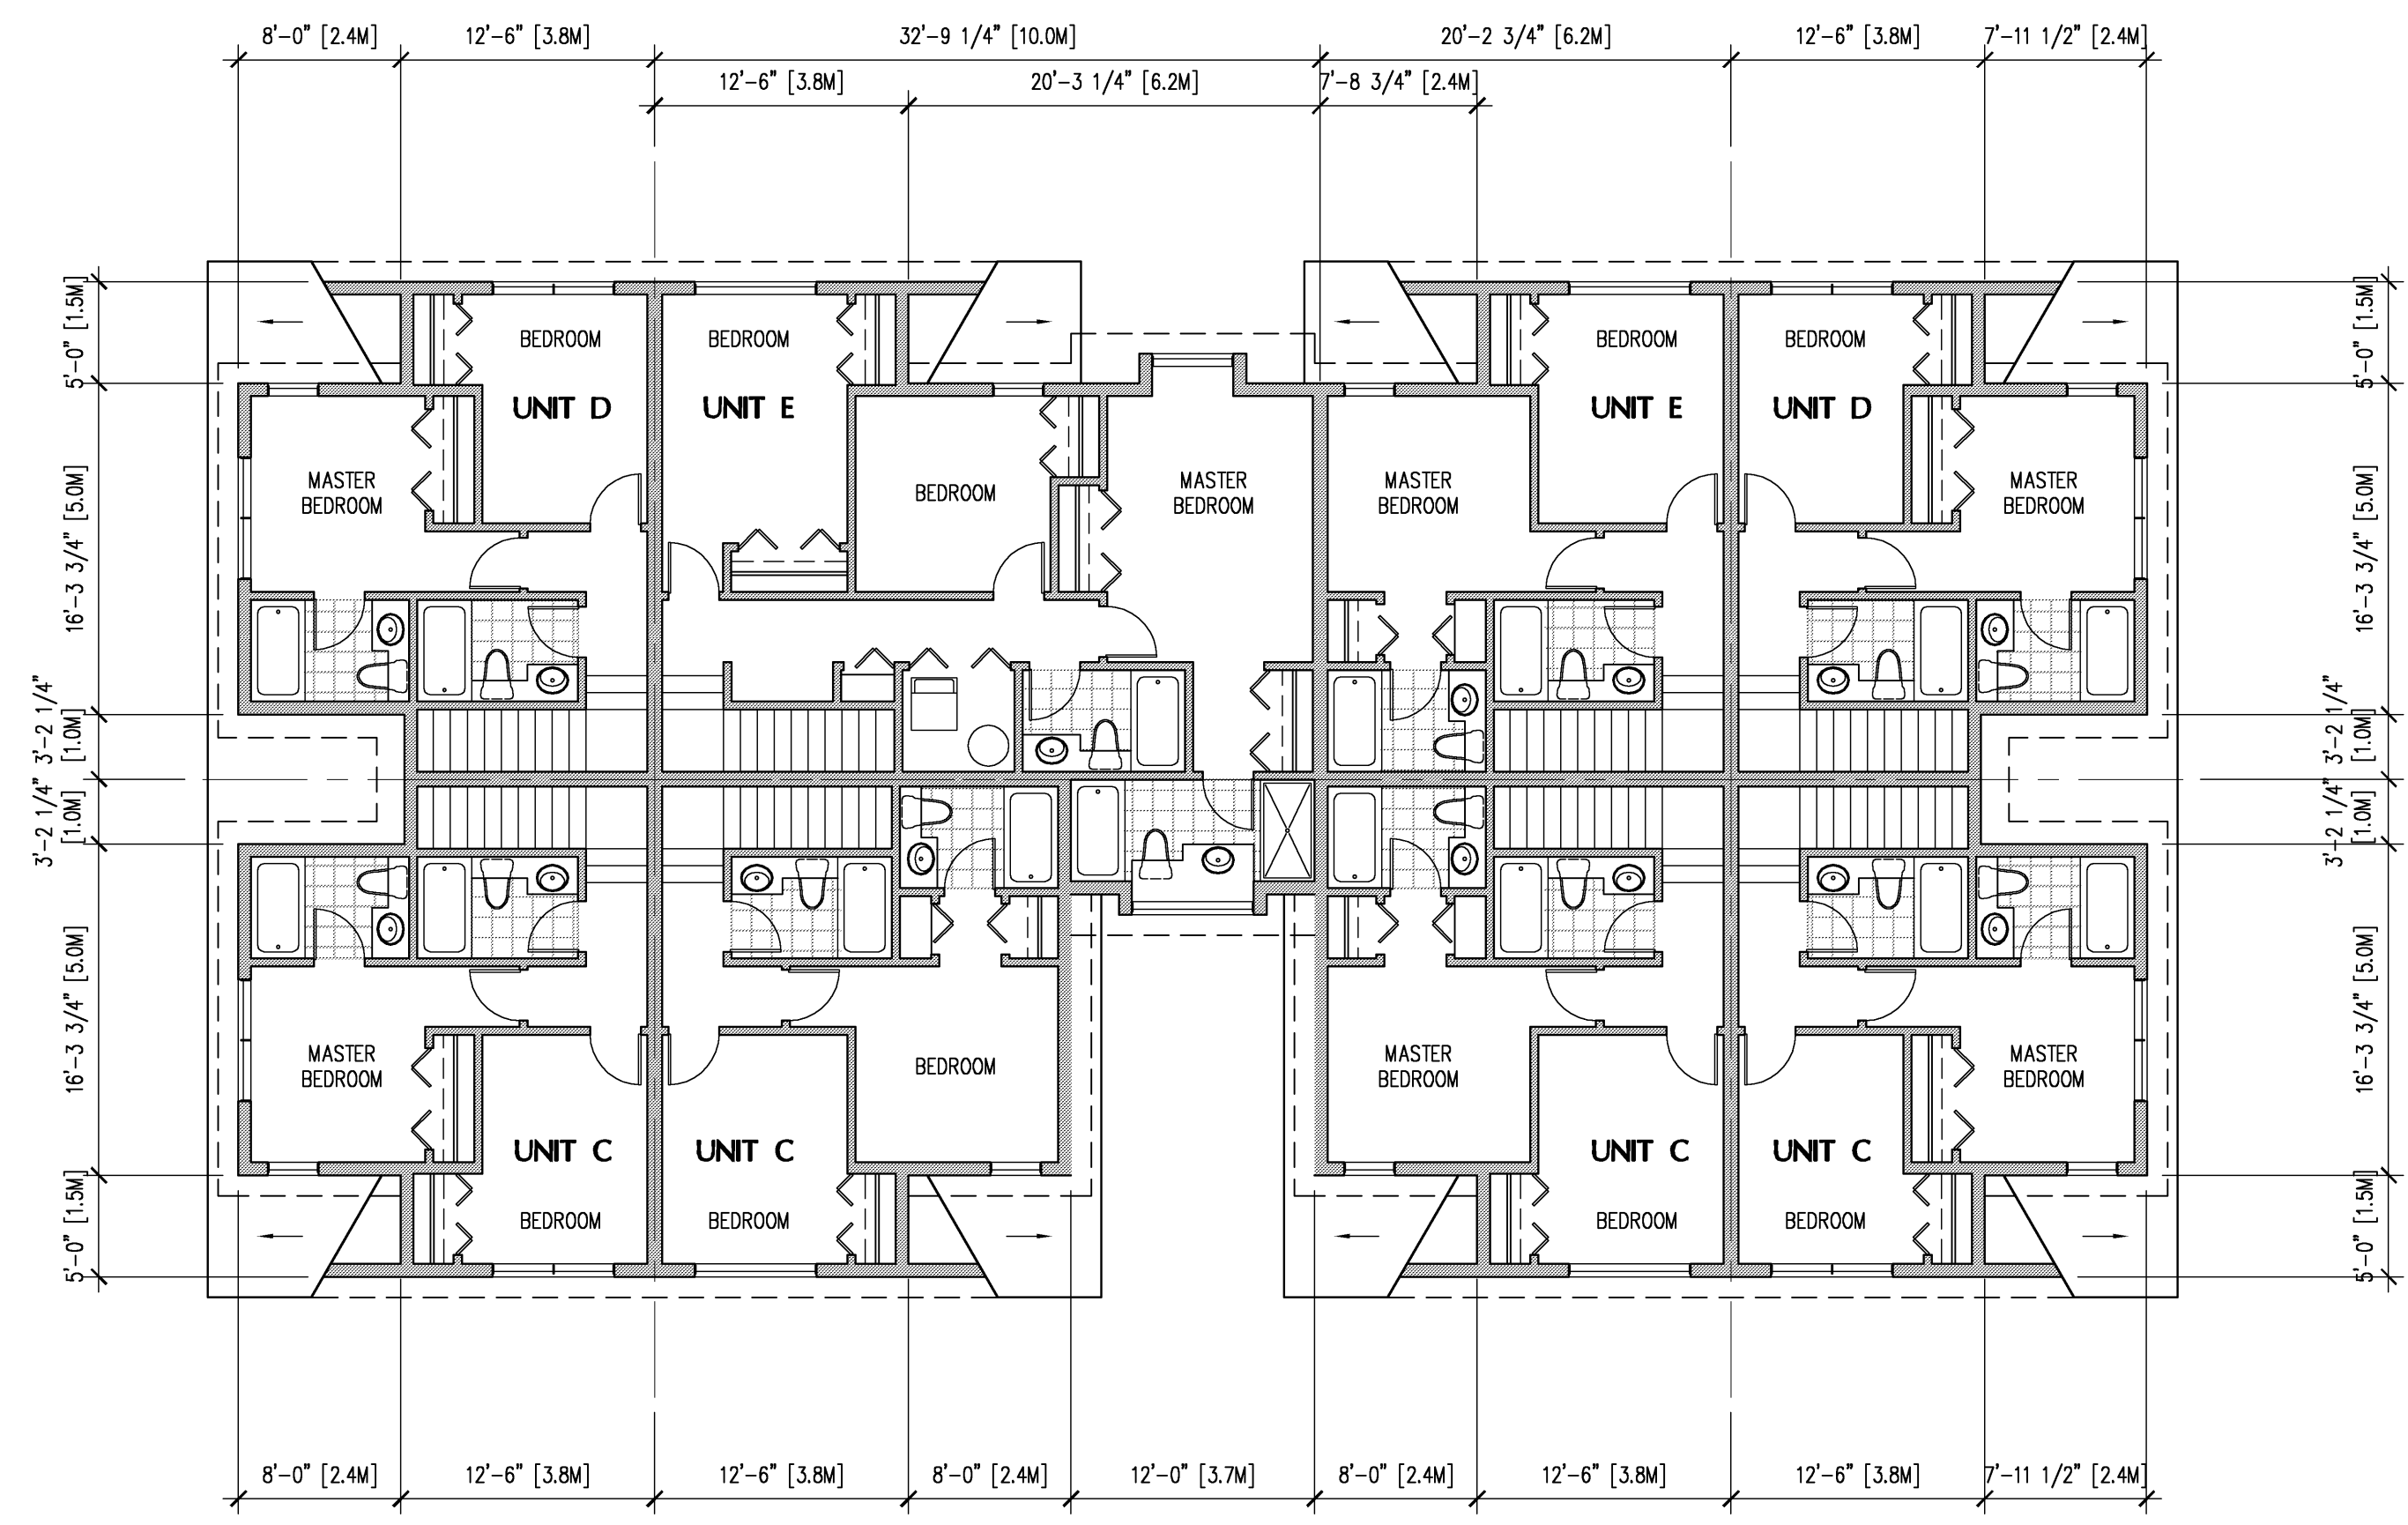 8'-0" [2.4M] 12'-6" [3.8M] 32'-9 1/4" [10.0M] 20'-2 3/4" [6.2M] 12'-6" [3.8M] 7'-11 1/2" [2.4M]
12'-6" [3.8M] 20'-3 1/4" [6.2M] 7'-8 3/4" [2.4M]
5'-0" [1.5M]
16'-3 3/4" [5.0M]
3'-2 1/4"
[1.0M]
3'-2 1/4"
[1.0M]
16'-3 3/4" [5.0M]
5'-0" [1.5M]
BEDROOM BEDROOM BEDROOM BEDROOM
UNIT D UNIT E UNIT E UNIT D
MASTER
BEDROOM
BEDROOM
MASTER
BEDROOM
MASTER
BEDROOM
MASTER
BEDROOM
MASTER
BEDROOM
BEDROOM
MASTER
BEDROOM
MASTER
BEDROOM
UNIT C UNIT C UNIT C UNIT C
BEDROOM BEDROOM BEDROOM BEDROOM
5'-0" [1.5M]
16'-3 3/4" [5.0M]
3'-2 1/4"
[1.0M]
3'-2 1/4"
[1.0M]
16'-3 3/4" [5.0M]
5'-0" [1.5M]
8'-0" [2.4M] 12'-6" [3.8M] 12'-6" [3.8M] 8'-0" [2.4M] 12'-0" [3.7M] 8'-0" [2.4M] 12'-6" [3.8M] 12'-6" [3.8M] 7'-11 1/2" [2.4M]